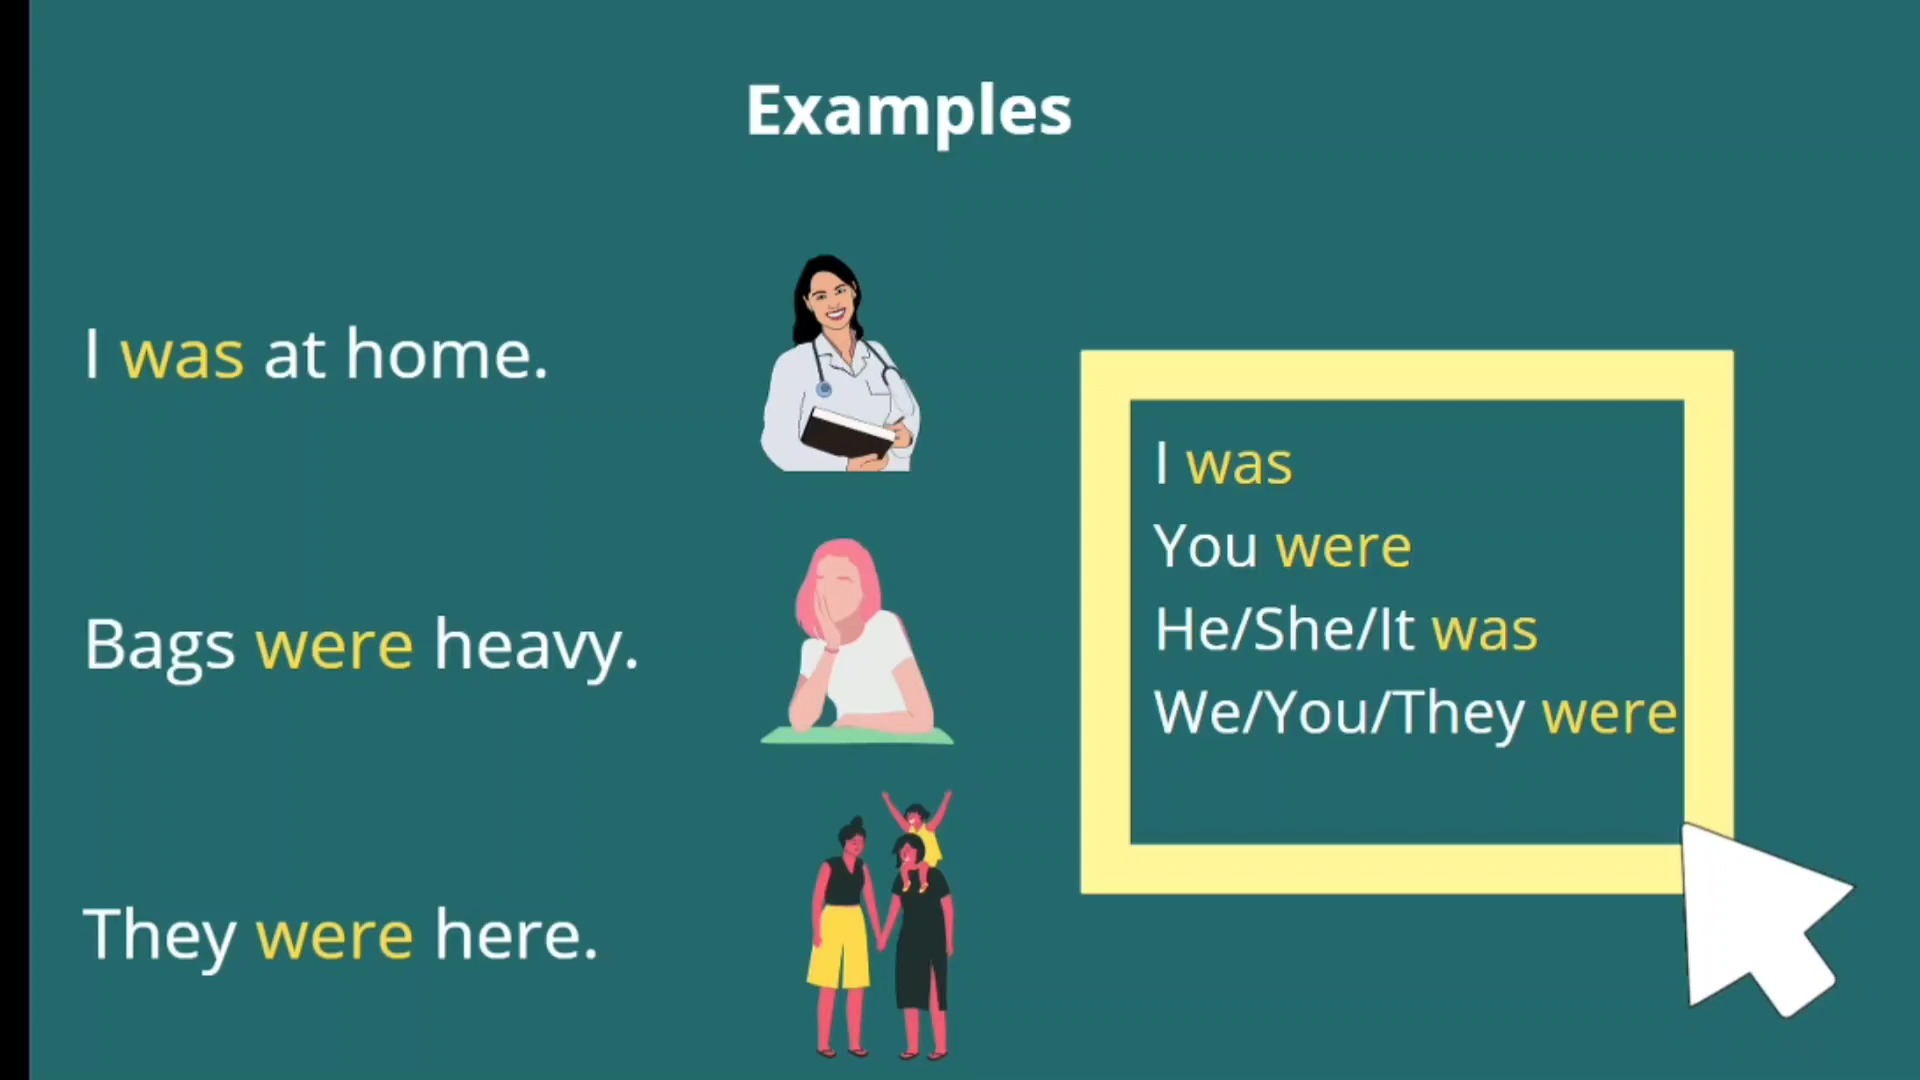 Examples
I was at home.
Bags were heavy.
They were here.
I was
You were
He/She/It was
We/You/They were